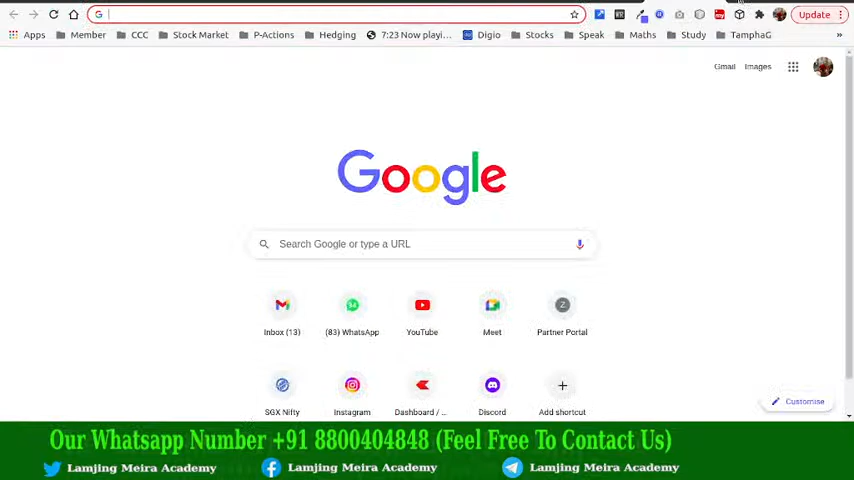 Update
Apps Member CCC Stock Market P-Actions Hedging 7:23 Now playi... Digio Stocks Speak Maths Study TamphaG »
Gmail Images
Google
Search Google or type a URL
Inbox (13) (83) WhatsApp YouTube Meet Partner Portal
SGX Nifty Instagram Dashboard / ... Discord Add shortcut
Customise
Our Whatsapp Number +91 8800404848 (Feel Free To Contact Us)
Lamjing Meira Academy Lamjing Meira Academy Lamjing Meira Academy